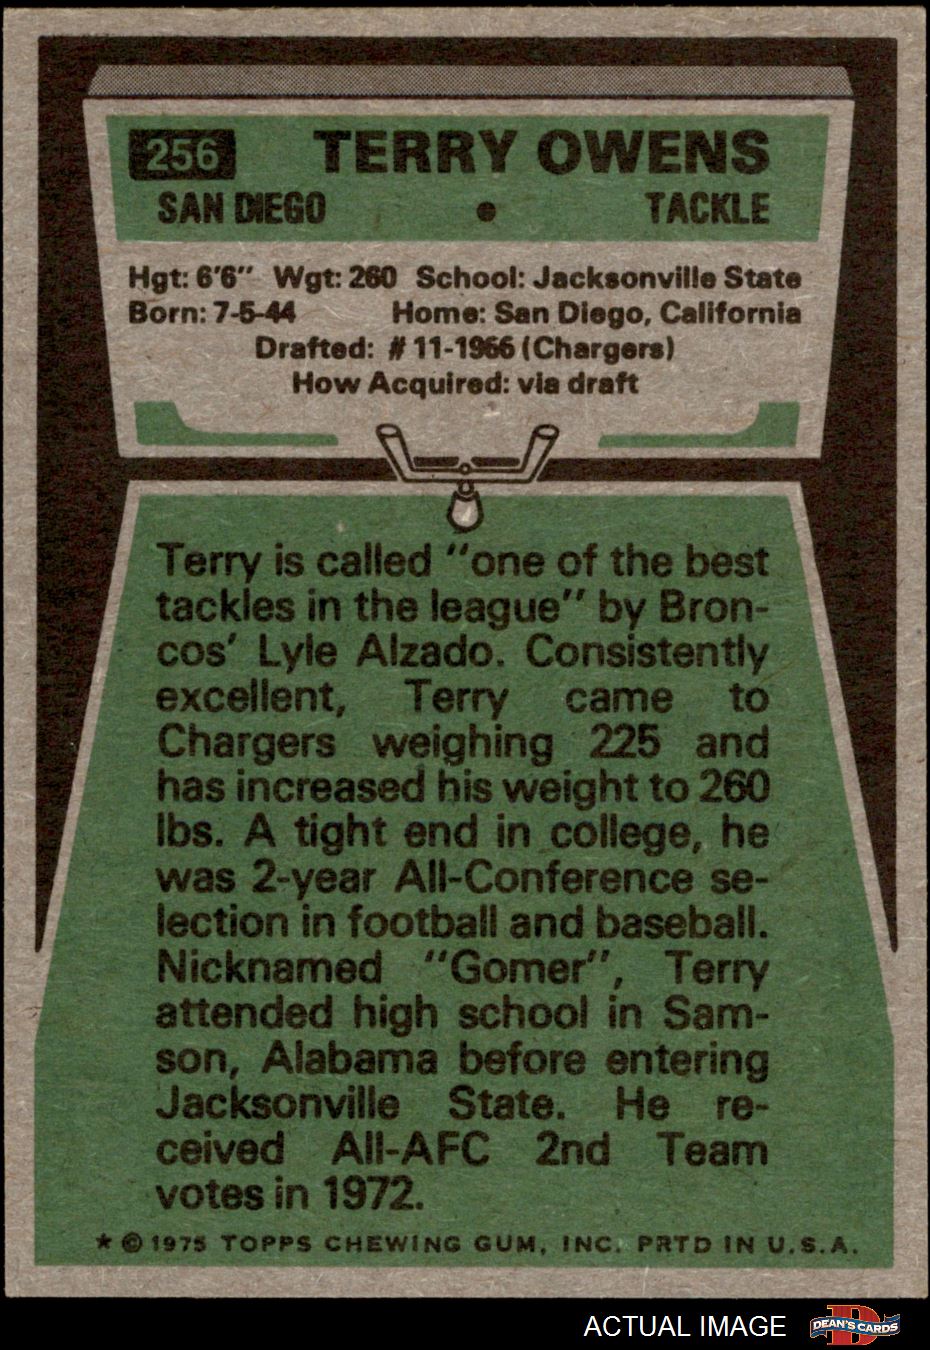 256 TERRY OWENS
SAN DIEGO • TACKLE
Hgt: 6'6" Wgt: 260 School: Jacksonville State
Born: 7-5-44 Home: San Diego, California
Drafted: #11-1966 (Chargers)
How Acquired: via draft
Terry is called "one of the best
tackles in the league" by Bron-
cos' Lyle Alzado. Consistently
excellent, Terry came to
Chargers weighing 225 and
has increased his weight to 260
lbs. A tight end in college, he
was 2-year All-Conference se-
lection in football and baseball.
Nicknamed "Gomer", Terry
attended high school in Sam-
son, Alabama before entering
Jacksonville State. He re-
ceived All-AFC 2nd Team
votes in 1972.
* © 1975 TOPPS CHEWING GUM, INC. PRTD IN U.S.A.
ACTUAL IMAGE DEAN'S CARDS